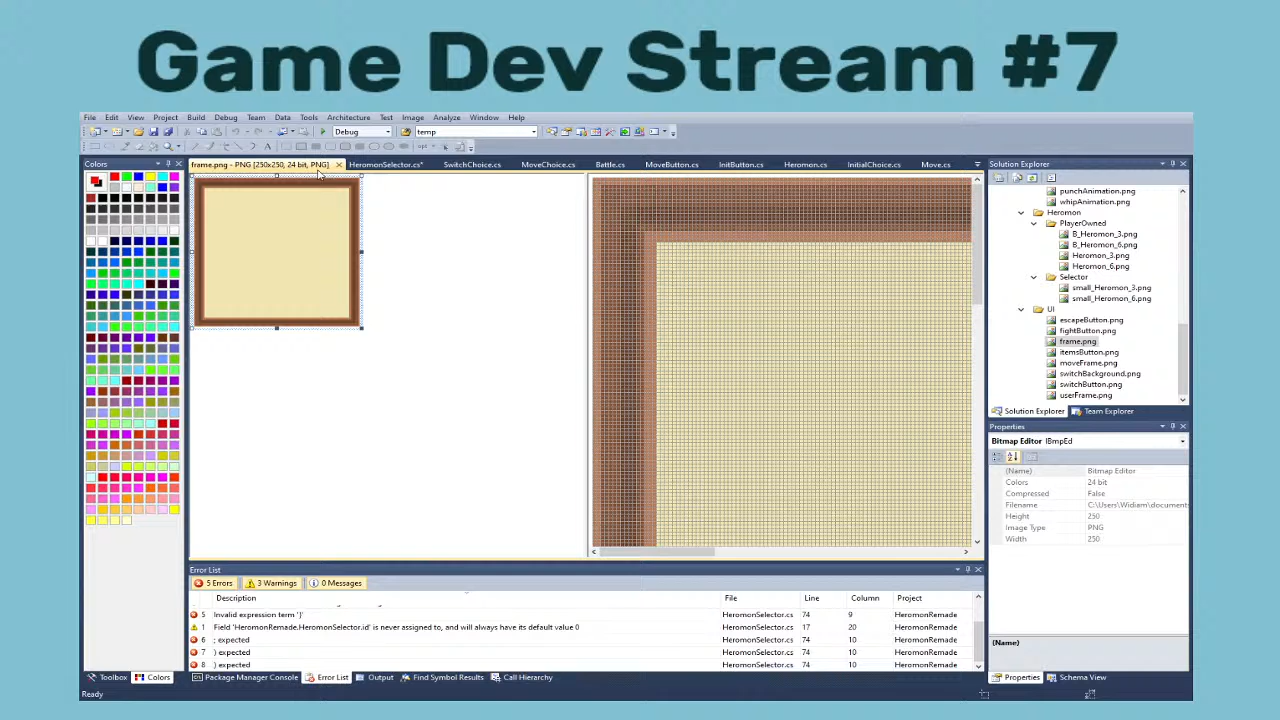 Game Dev Stream #7
File Edit View Project Build Debug Team Data Tools Architecture Test Image Analyze Window Help
Debug temp
Colors
frame.png - PNG [250x250, 24 bit, PNG] HeromonSelector.cs* SwitchChoice.cs MoveChoice.cs Battle.cs MoveButton.cs InitButton.cs Heromon.cs InitialChoice.cs Move.cs
Solution Explorer
punchAnimation.png
whipAnimation.png
Heromon
PlayerOwned
B_Heromon_3.png
B_Heromon_6.png
Heromon_3.png
Heromon_6.png
Selector
small_Heromon_3.png
small_Heromon_6.png
UI
escapeButton.png
fightButton.png
frame.png
itemsButton.png
moveFrame.png
switchBackground.png
switchButton.png
userFrame.png
Solution Explorer Team Explorer
Properties
Bitmap Editor IBmpEd
(Name) Bitmap Editor
Colors 24 bit
Compressed False
Filename C:\Users\Widiam\documents
Height 250
Image Type PNG
Width 250
(Name)
Properties Schema View
Error List
5 Errors 3 Warnings 0 Messages
Description File Line Column Project
5 Invalid expression term ')' HeromonSelector.cs 74 9 HeromonRemade
1 Field 'HeromonRemade.HeromonSelector.id' is never assigned to, and will always have its default value 0 HeromonSelector.cs 17 20 HeromonRemade
6 ; expected HeromonSelector.cs 74 10 HeromonRemade
7 ) expected HeromonSelector.cs 74 10 HeromonRemade
8 ) expected HeromonSelector.cs 74 10 HeromonRemade
Toolbox Colors
Package Manager Console Error List Output Find Symbol Results Call Hierarchy
Ready